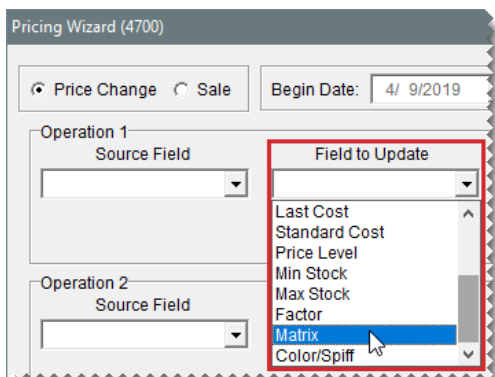 Pricing Wizard (4700)
Price Change Sale Begin Date: 4/ 9/2019
Operation 1
Source Field Field to Update
Last Cost
Standard Cost
Price Level
Min Stock
Max Stock
Factor
Matrix
Color/Spiff
Operation 2
Source Field